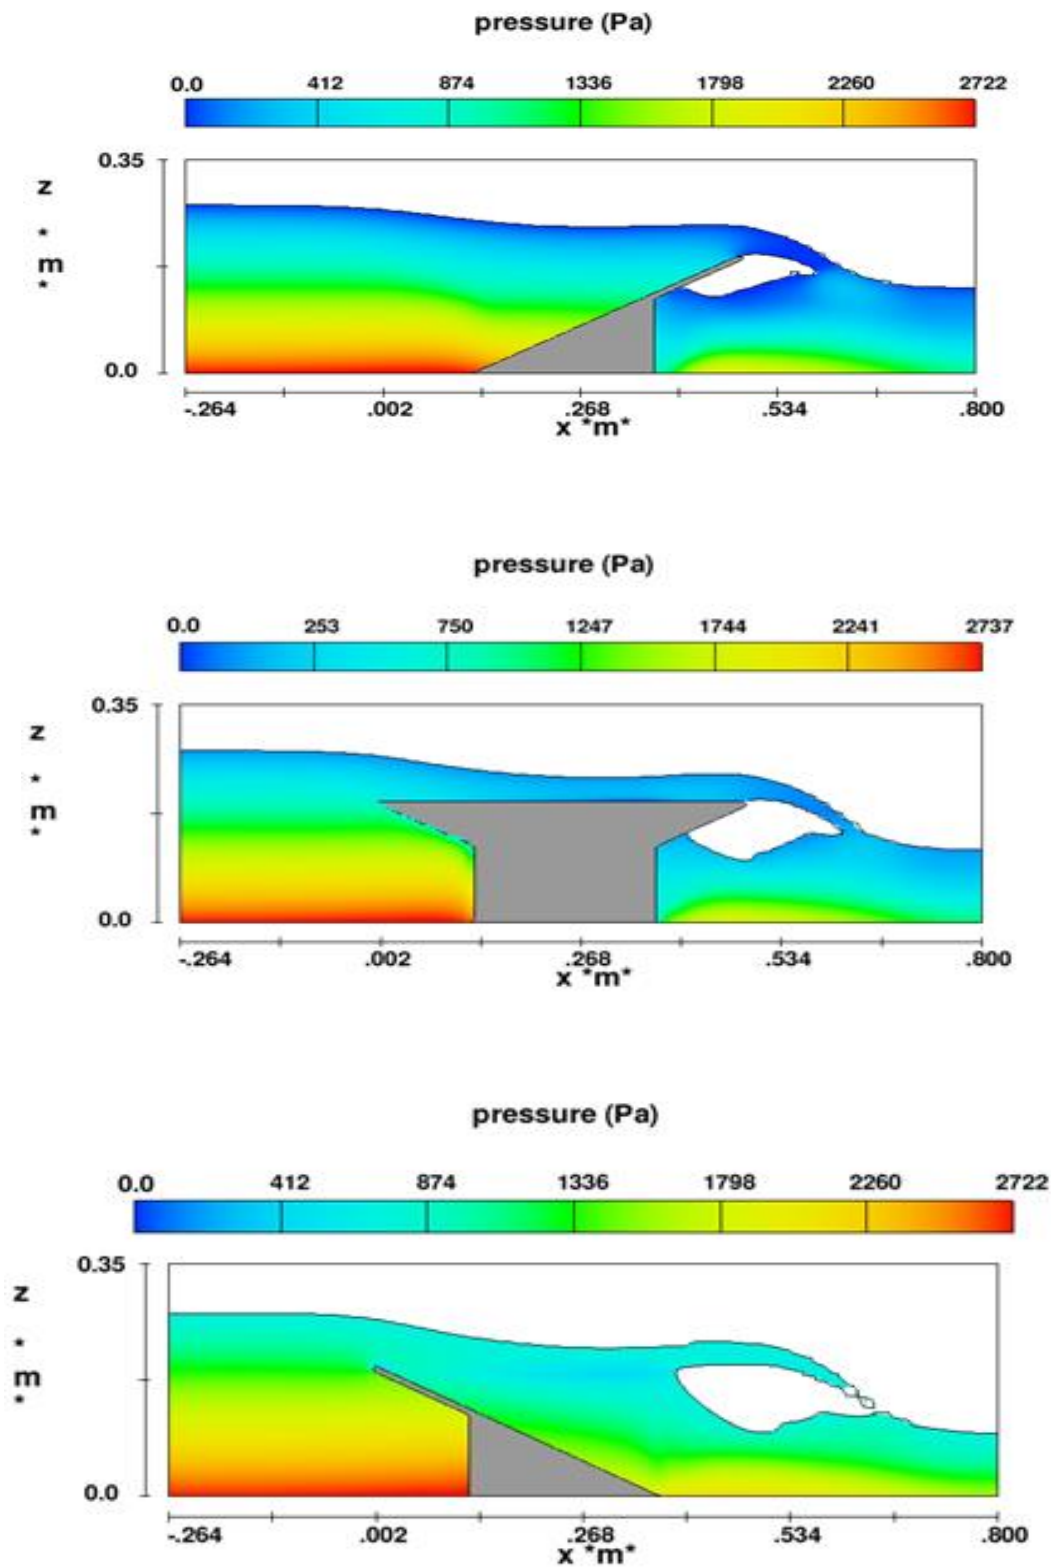 pressure (Pa)
0.0 412 874 1336 1798 2260 2722
0.35
z
*
m
*
0.0
-.264 .002 .268 .534 .800
x *m*
pressure (Pa)
0.0 253 750 1247 1744 2241 2737
0.35
z
*
m
*
0.0
-.264 .002 .268 .534 .800
x *m*
pressure (Pa)
0.0 412 874 1336 1798 2260 2722
0.35
z
*
m
*
0.0
-.264 .002 .268 .534 .800
x *m*